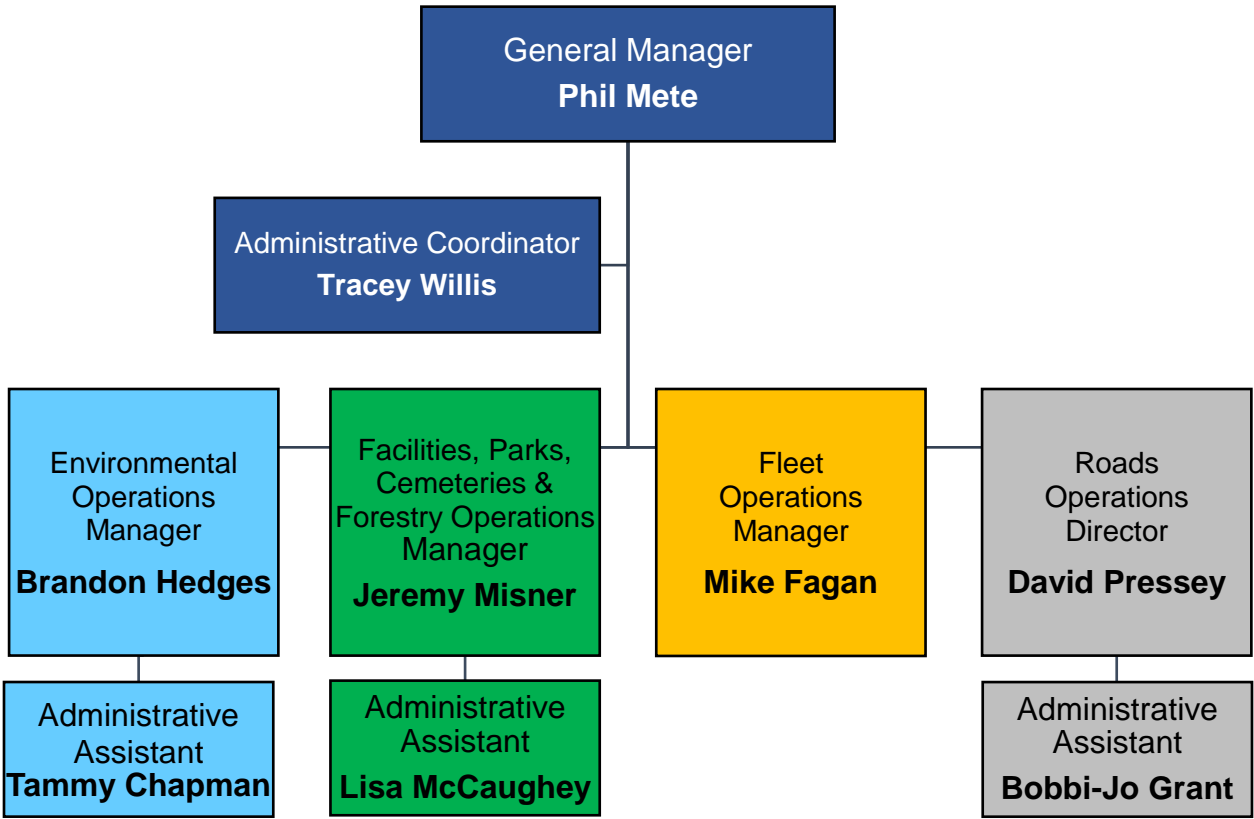 General Manager
Phil Mete
Administrative Coordinator
Tracey Willis
Environmental
Operations
Manager
Brandon Hedges
Facilities, Parks,
Cemeteries &
Forestry Operations
Manager
Jeremy Misner
Fleet
Operations
Manager
Mike Fagan
Roads
Operations
Director
David Pressey
Administrative
Assistant
Tammy Chapman
Administrative
Assistant
Lisa McCaughey
Administrative
Assistant
Bobbi-Jo Grant